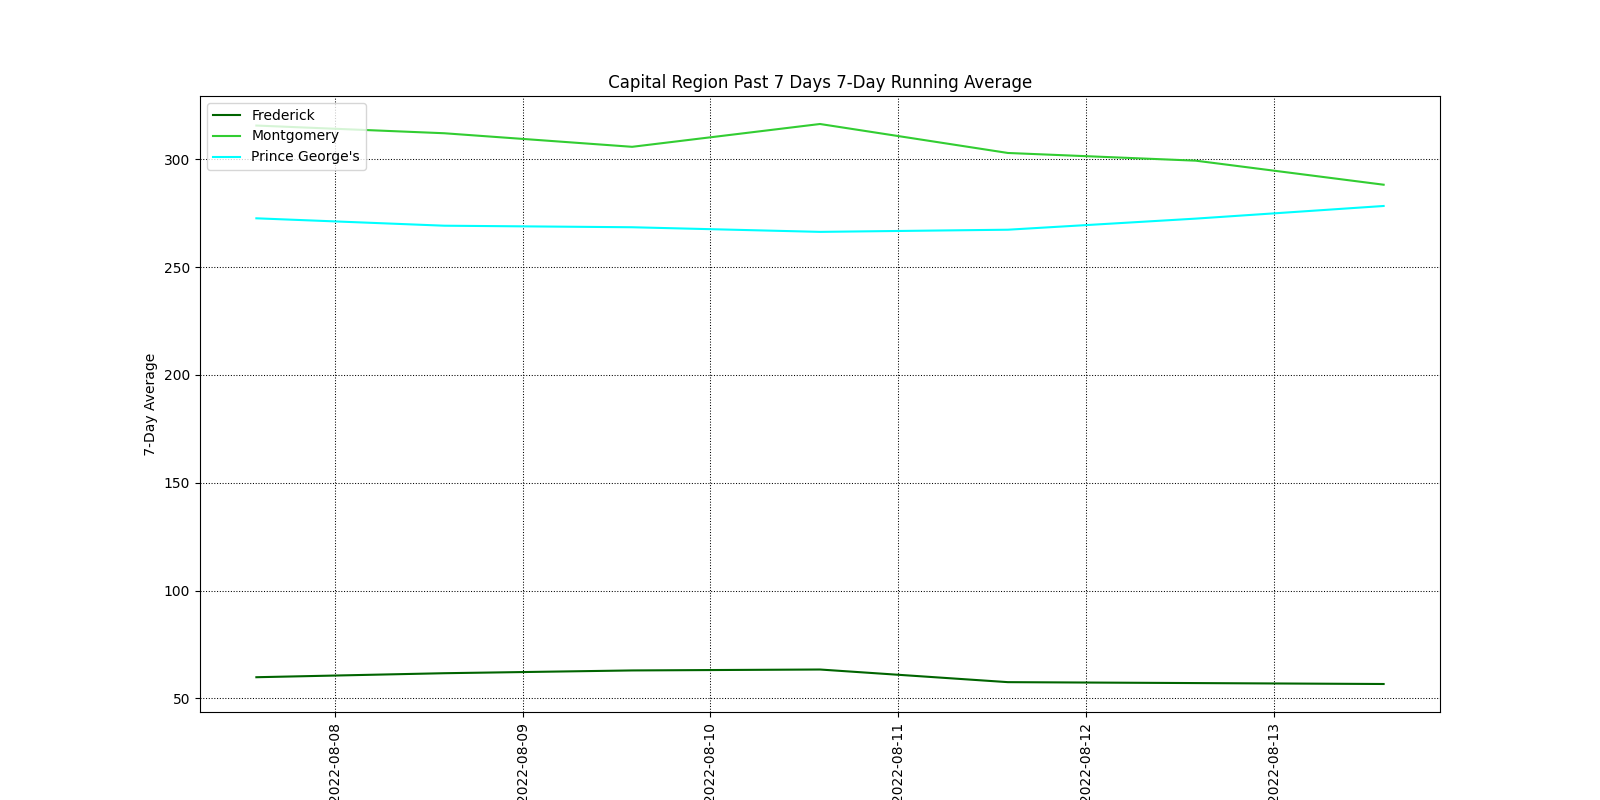 Capital Region Past 7 Days 7-Day Running Average
Frederick
Montgomery
Prince George's
300
250
200
150
100
50
7-Day Average
2022-08-08
2022-08-09
2022-08-10
2022-08-11
2022-08-12
2022-08-13